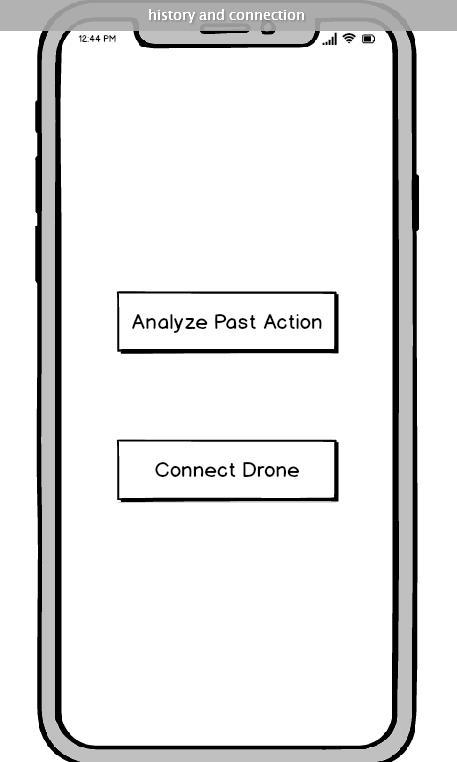 history and connection
12:44 PM
Analyze Past Action
Connect Drone